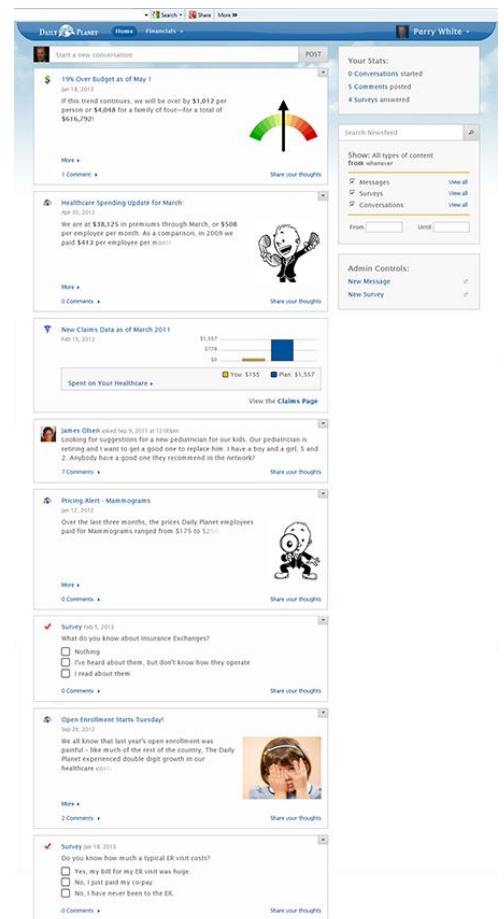 Search
Share
More »
DAILY PLANET
Home
Financials
Perry White
Start a new conversation
POST
19% Over Budget as of May 1
Jan 18, 2013
If this trend continues, we will be over by $1,012 per
person or $4,048 for a family of four—for a total of
$616,792!
More
1 Comment
Share your thoughts
Healthcare Spending Update for March:
Apr 30, 2012
We are at $38,125 in premiums through March, or $508
per employee per month. As a comparison, in 2009 we
paid $413 per employee per month
More
0 Comments
Share your thoughts
New Claims Data as of March 2011
Feb 15, 2012
$1,557
$779
$0
You: $155
Plan: $1,557
Spent on Your Healthcare
View the Claims Page
James Olsen asked Sep 9, 2011 at 12:00pm
Looking for suggestions for a new pediatrician for our kids. Our pediatrician is
retiring and I want to get a good one to replace him. I have a boy and a girl, 5 and
2. Anybody have a good one they recommend in the network?
7 Comments
Share your thoughts
Pricing Alert - Mammograms
Jan 12, 2012
Over the last three months, the prices Daily Planet employees
paid for Mammograms ranged from $175 to
More
0 Comments
Share your thoughts
Survey Feb 5, 2013
What do you know about Insurance Exchanges?
Nothing
I've heard about them, but don't know how they operate
I read about them
0 Comments
Share your thoughts
Open Enrollment Starts Tuesday!
Sep 26, 2012
We all know that last year's open enrollment was
painful - like much of the rest of the country, The Daily
Planet experienced double digit growth in our
healthcare
More
2 Comments
Share your thoughts
Survey Jan 18, 2013
Do you know how much a typical ER visit costs?
Yes, my bill for my ER visit was huge.
No, I just paid my co-pay.
No, I have never been to the ER.
0 Comments
Share your thoughts
Your Stats:
0 Conversations started
5 Comments posted
4 Surveys answered
Search Newsfeed
Show: All types of content
from whenever
Messages
View all
Surveys
View all
Conversations
View all
From
Until
Admin Controls:
New Message
New Survey